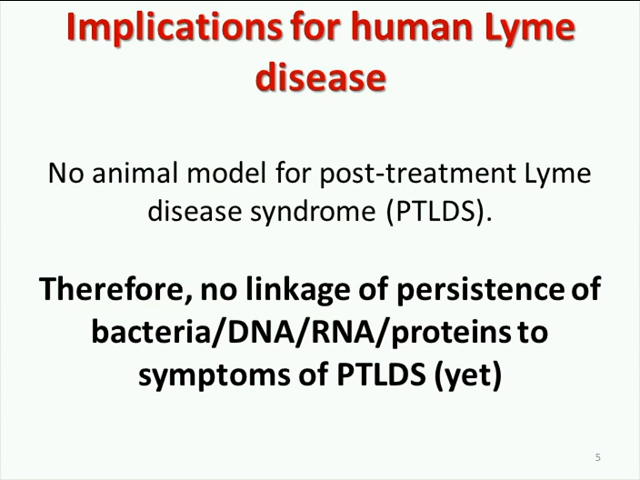 Implications for human Lyme
disease
No animal model for post-treatment Lyme
disease syndrome (PTLDS).
Therefore, no linkage of persistence of
bacteria/DNA/RNA/proteins to
symptoms of PTLDS (yet)
5